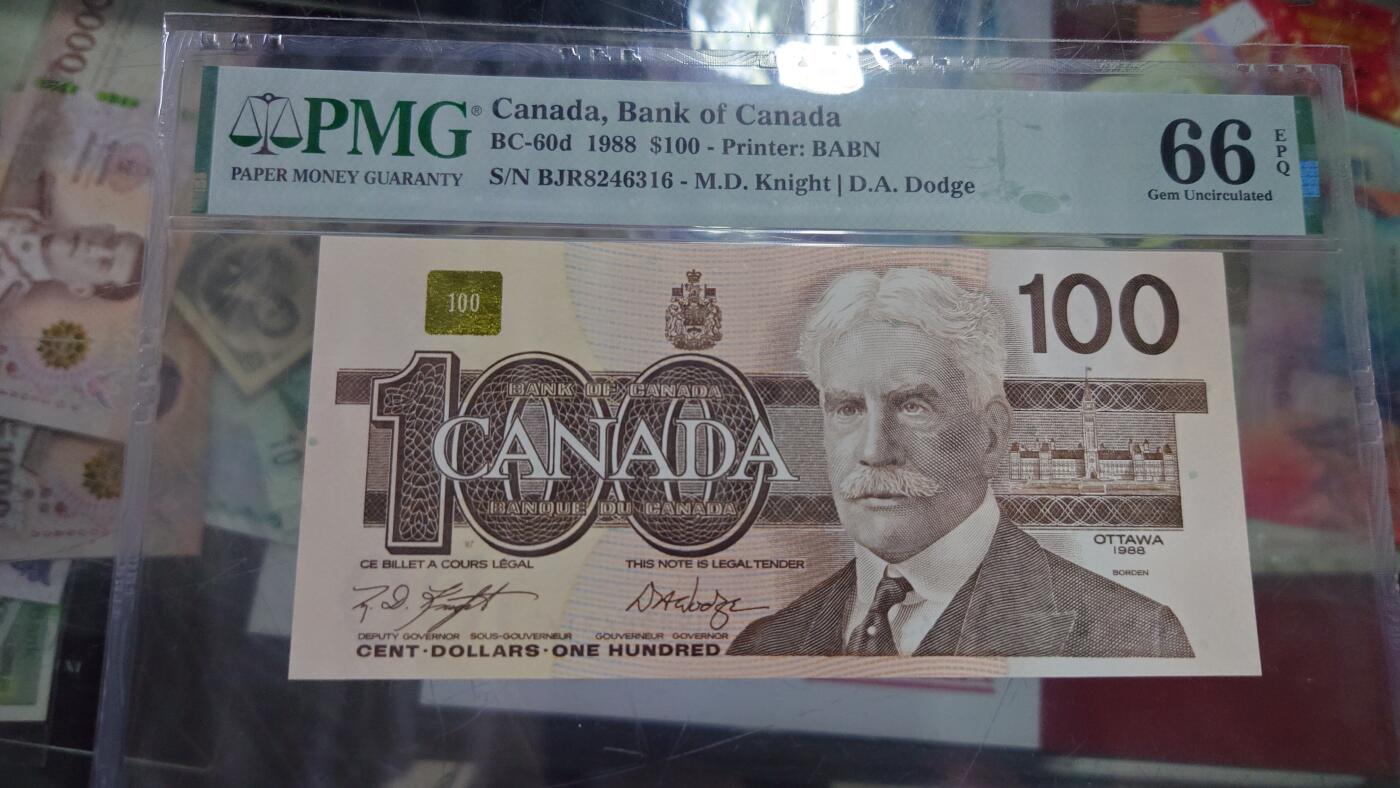 PMG®
PAPER MONEY GUARANTY
Canada, Bank of Canada
BC-60d 1988 $100 - Printer: BABN
S/N BJR8246316 - M.D. Knight | D.A. Dodge
66
EPQ
Gem Uncirculated
100
100
BANK OF CANADA
100
CANADA
BANQUE DU CANADA
OTTAWA
1988
BORDEN
CE BILLET A COURS LÉGAL
THIS NOTE IS LEGAL TENDER
M. D. Knight
DADodge
DEPUTY GOVERNOR SOUS-GOUVERNEUR
GOUVERNEUR GOVERNOR
CENT·DOLLARS·ONE HUNDRED